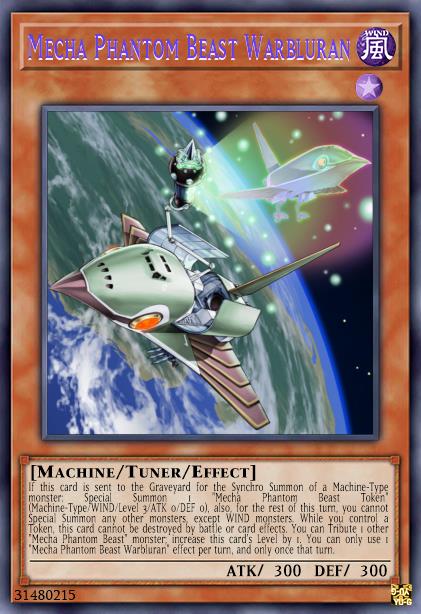 Mecha Phantom Beast Warbluran
WIND
風
[Machine/Tuner/Effect]
If this card is sent to the Graveyard for the Synchro Summon of a Machine-Type
monster: Special Summon 1 "Mecha Phantom Beast Token"
(Machine-Type/WIND/Level 3/ATK 0/DEF 0), also, for the rest of this turn, you cannot
Special Summon any other monsters, except WIND monsters. While you control a
Token, this card cannot be destroyed by battle or card effects. You can Tribute 1 other
"Mecha Phantom Beast" monster; increase this card's Level by 1. You can only use 1
"Mecha Phantom Beast Warbluran" effect per turn, and only once that turn.
ATK/ 300 DEF/ 300
31480215